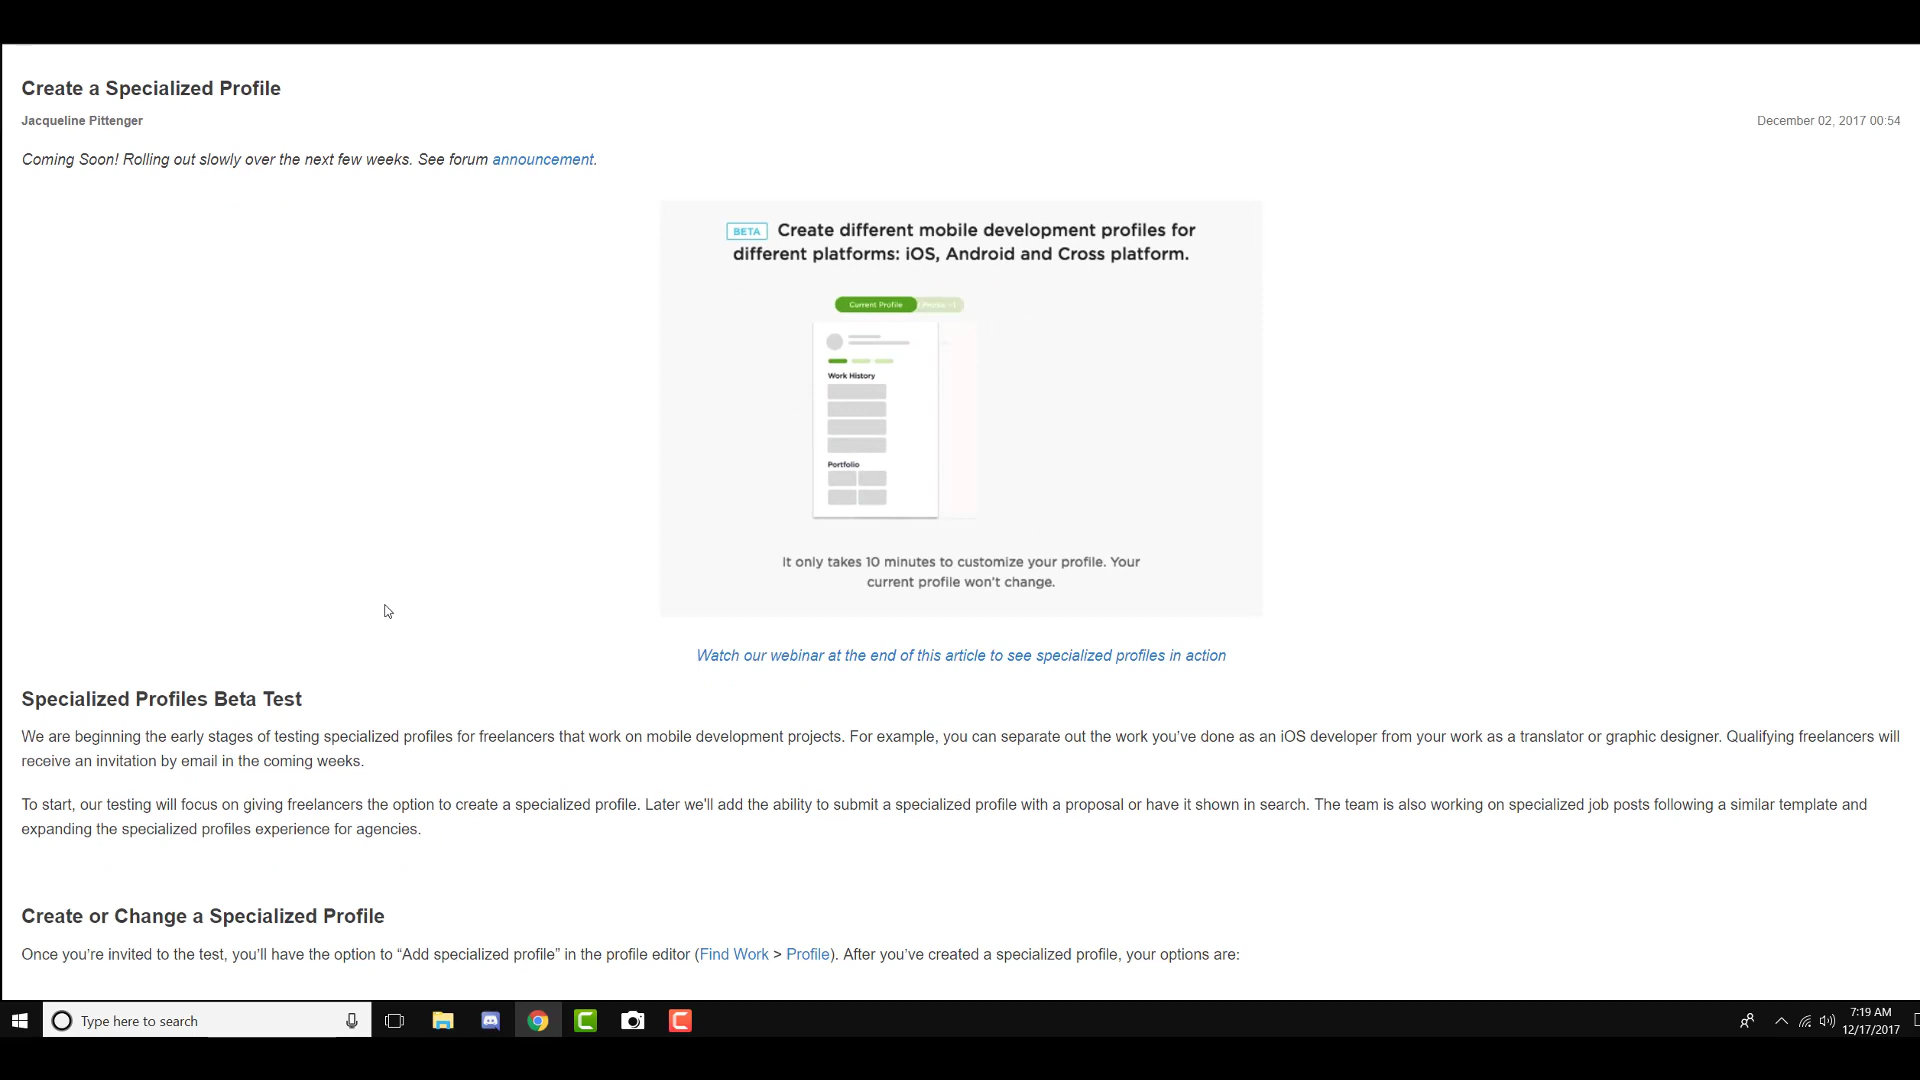 Create a Specialized Profile
Jacqueline Pittenger
December 02, 2017 00:54
Coming Soon! Rolling out slowly over the next few weeks. See forum announcement.
BETA Create different mobile development profiles for
different platforms: iOS, Android and Cross platform.
Current Profile
Work History
Portfolio
It only takes 10 minutes to customize your profile. Your
current profile won't change.
Watch our webinar at the end of this article to see specialized profiles in action
Specialized Profiles Beta Test
We are beginning the early stages of testing specialized profiles for freelancers that work on mobile development projects. For example, you can separate out the work you’ve done as an iOS developer from your work as a translator or graphic designer. Qualifying freelancers will
receive an invitation by email in the coming weeks.
To start, our testing will focus on giving freelancers the option to create a specialized profile. Later we'll add the ability to submit a specialized profile with a proposal or have it shown in search. The team is also working on specialized job posts following a similar template and
expanding the specialized profiles experience for agencies.
Create or Change a Specialized Profile
Once you’re invited to the test, you’ll have the option to “Add specialized profile” in the profile editor (Find Work > Profile). After you’ve created a specialized profile, your options are:
Type here to search
7:19 AM
12/17/2017